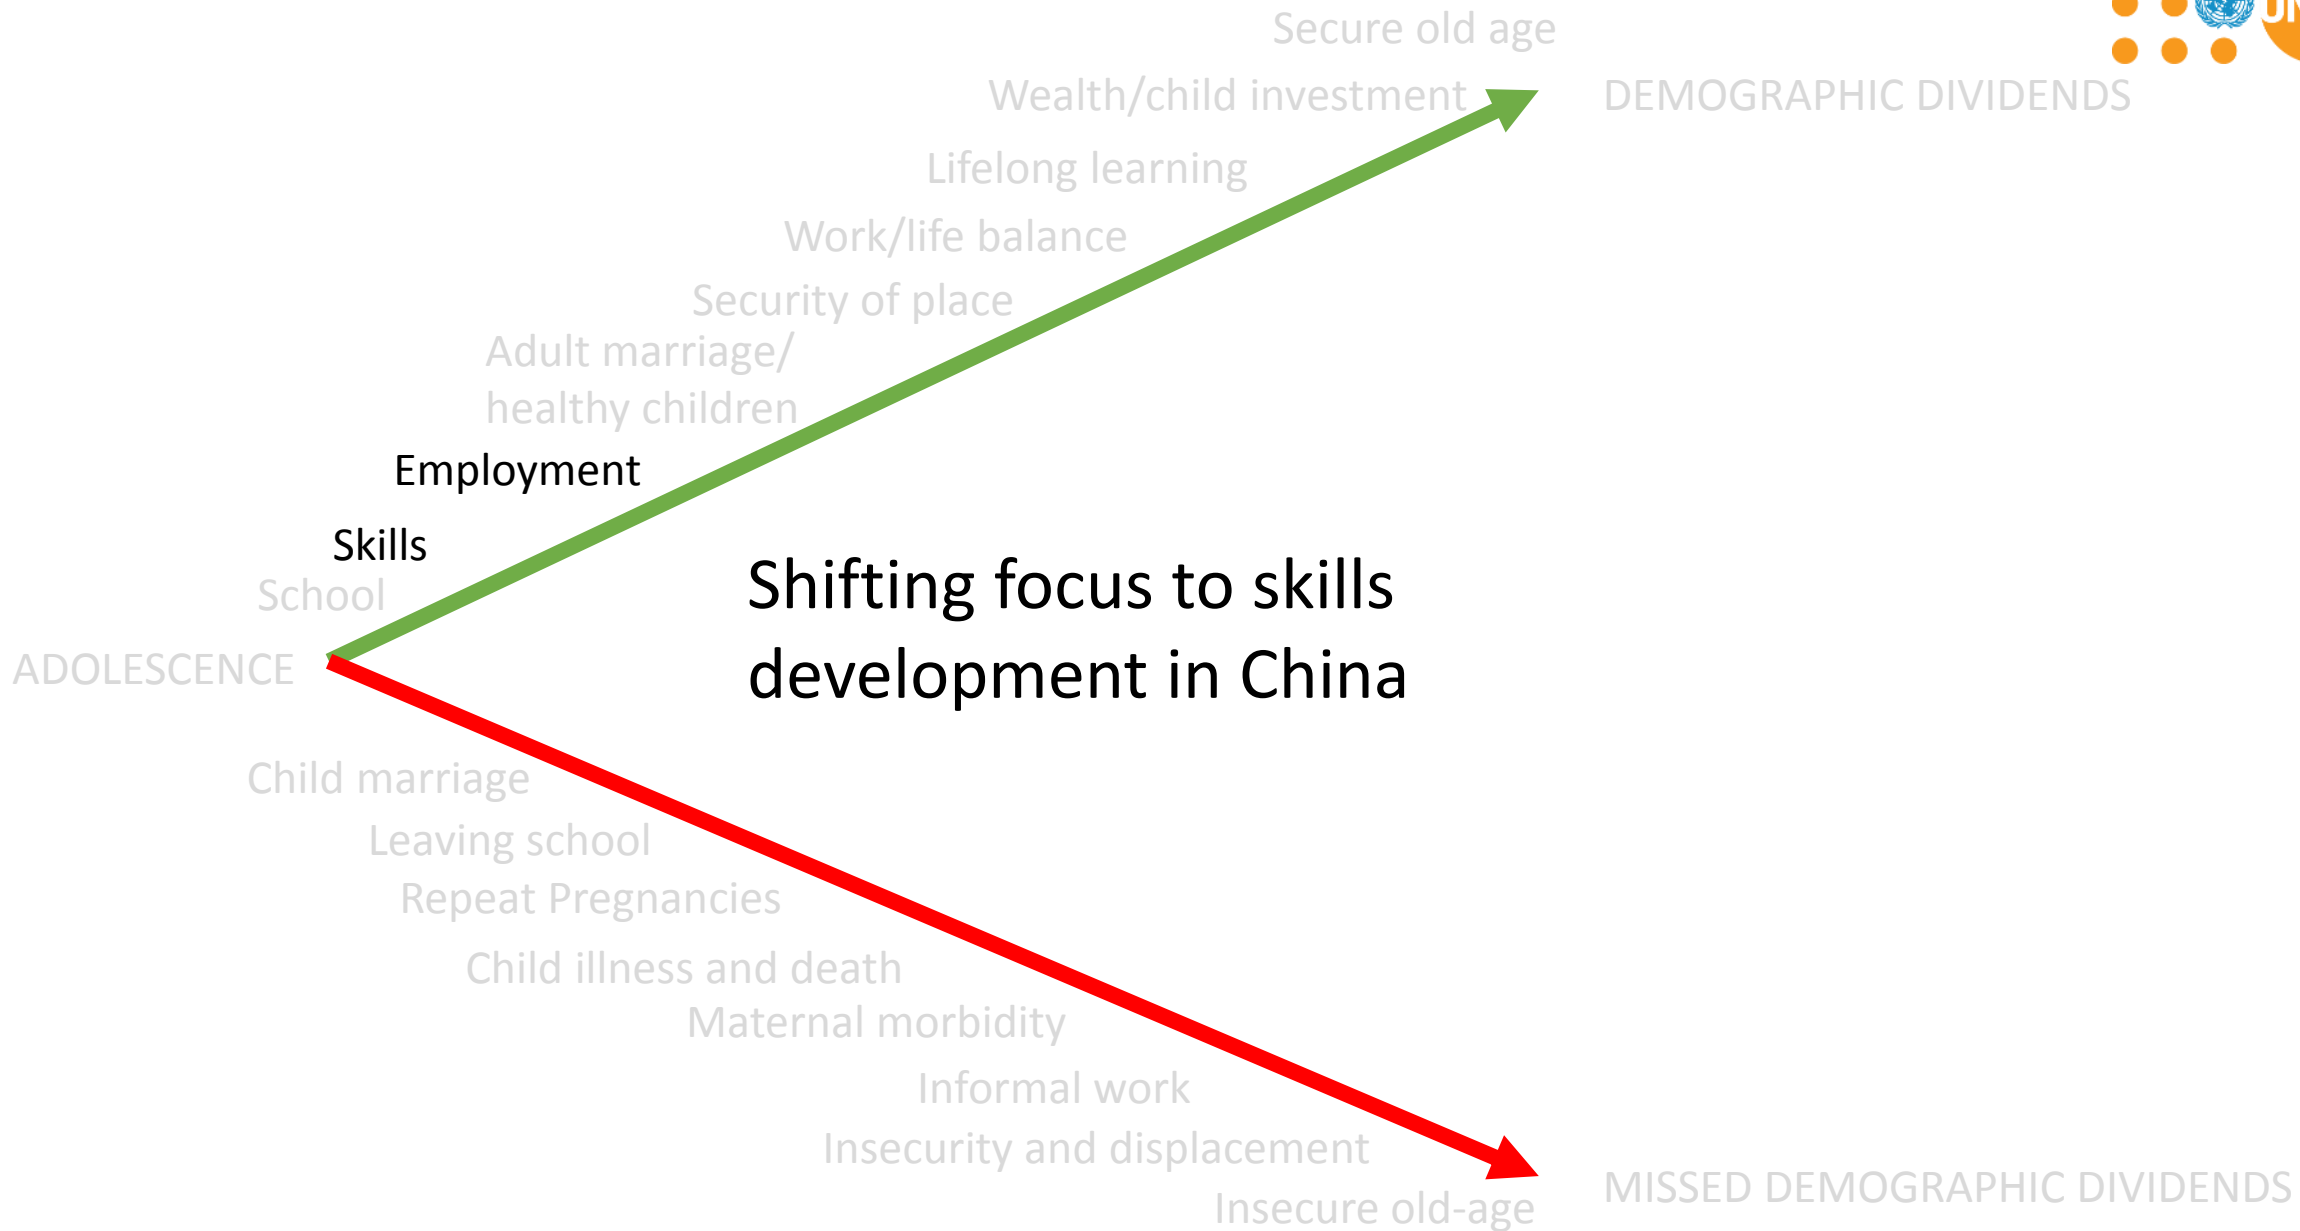 Secure old age
Wealth/child investment
DEMOGRAPHIC DIVIDENDS
Lifelong learning
Work/life balance
Security of place
Adult marriage/
healthy children
Employment
Skills
School
Shifting focus to skills
development in China
ADOLESCENCE
Child marriage
Leaving school
Repeat Pregnancies
Child illness and death
Maternal morbidity
Informal work
Insecurity and displacement
MISSED DEMOGRAPHIC DIVIDENDS
Insecure old-age